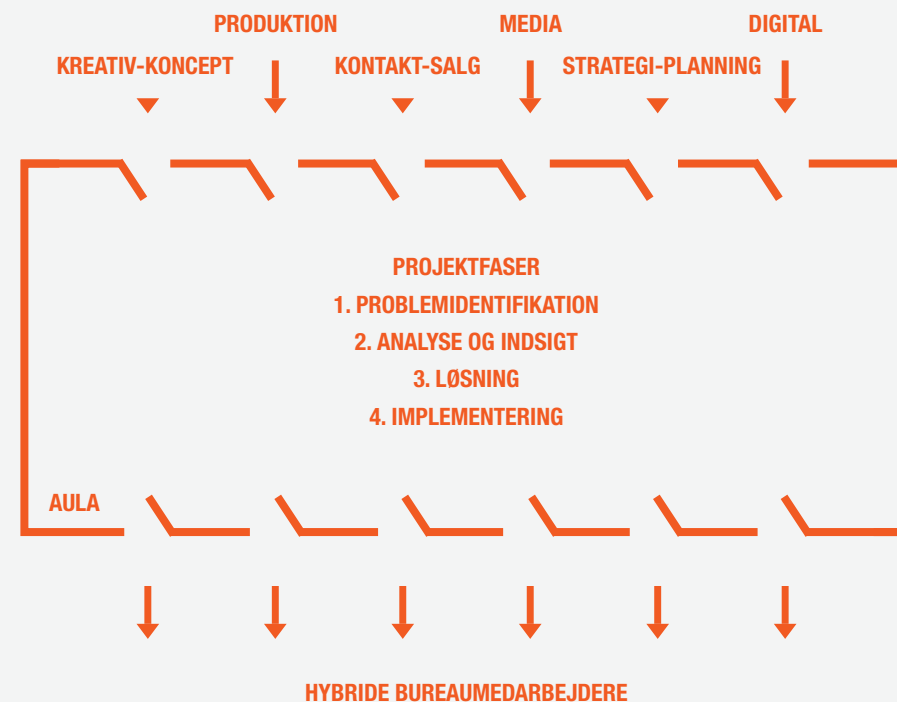 PRODUKTION MEDIA DIGITAL
KREATIV-KONCEPT KONTAKT-SALG STRATEGI-PLANNING
PROJEKTFASER
1. PROBLEMIDENTIFIKATION
2. ANALYSE OG INDSIGT
3. LØSNING
4. IMPLEMENTERING
AULA
HYBRIDE BUREAUMEDARBEJDERE